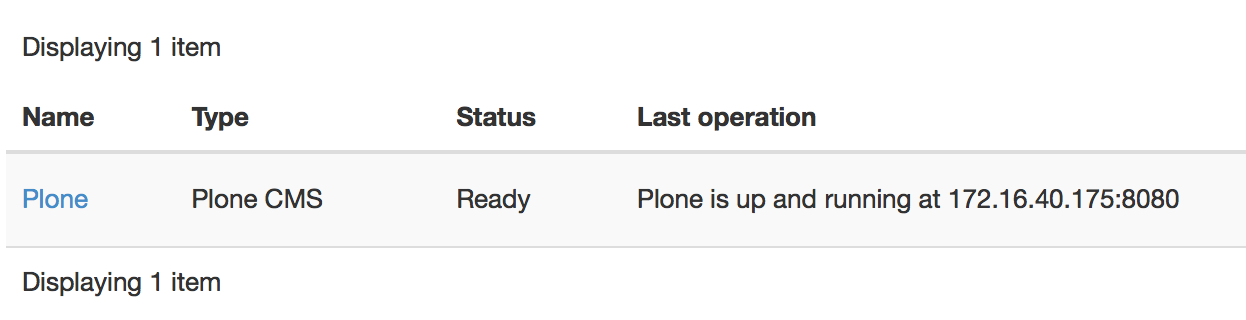 Displaying 1 item
Name Type Status Last operation
Plone Plone CMS Ready Plone is up and running at 172.16.40.175:8080
Displaying 1 item